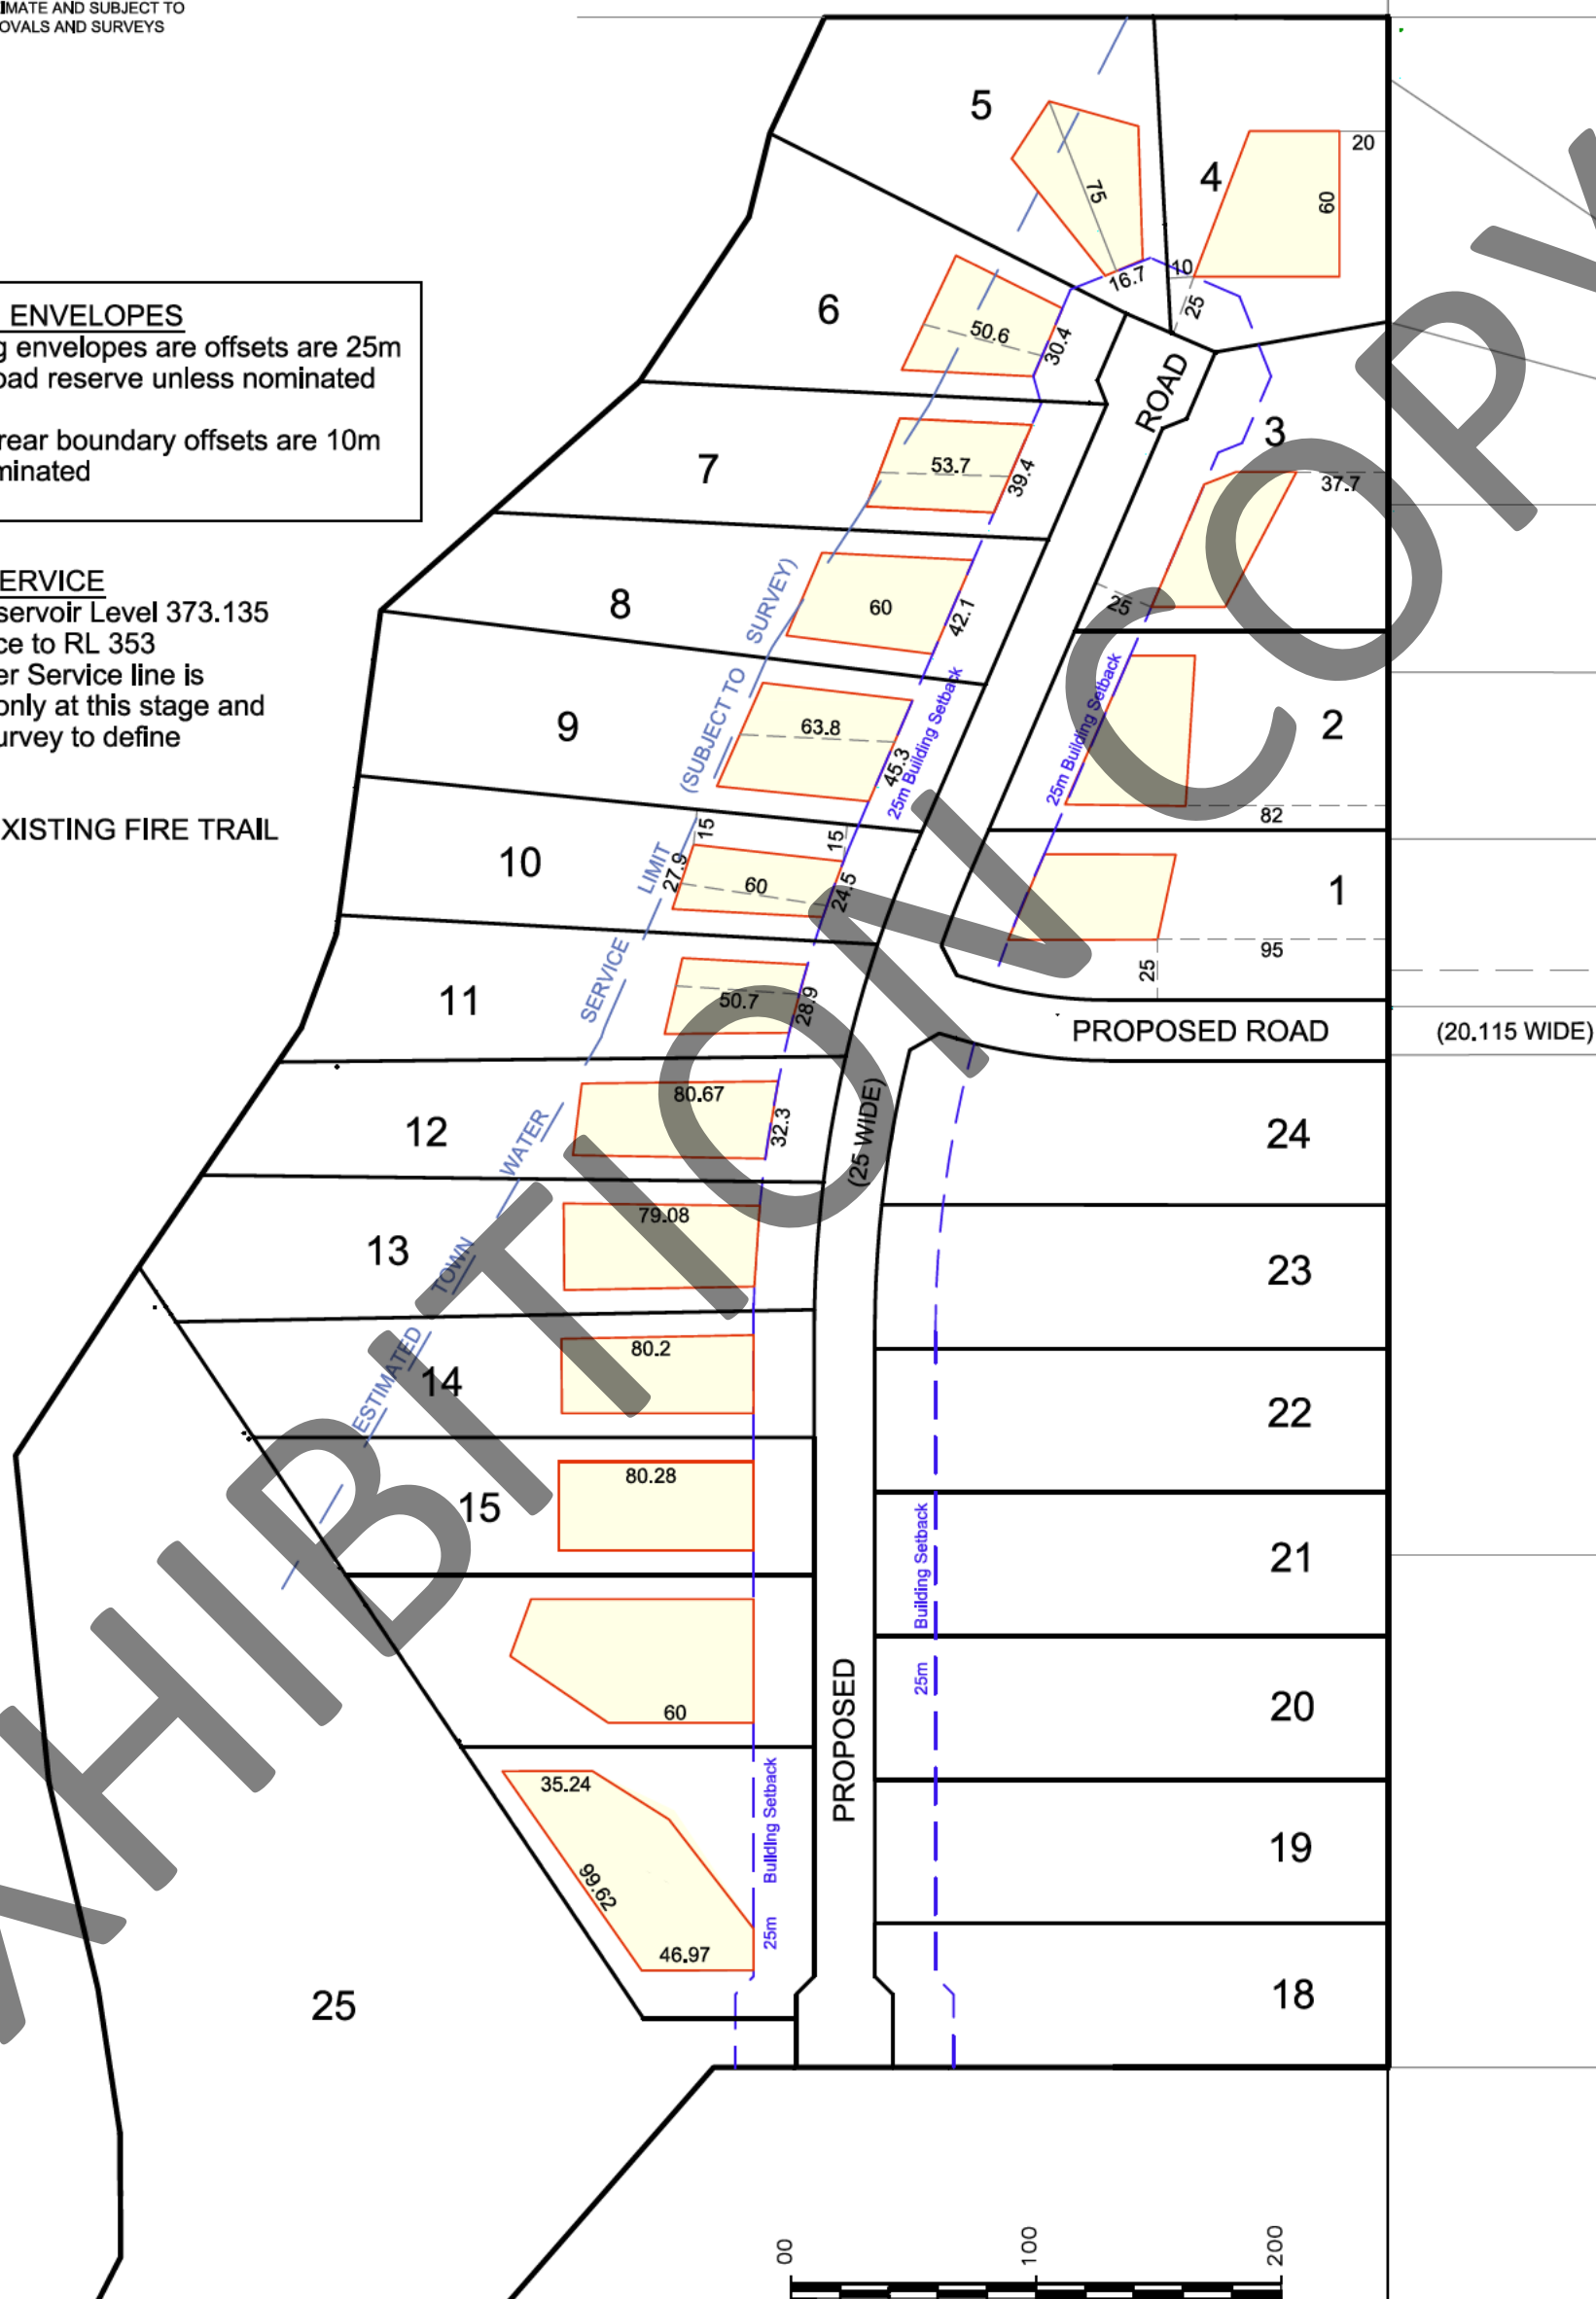 IMATE AND SUBJECT TO
OVALS AND SURVEYS
ENVELOPES
g envelopes are offsets are 25m
oad reserve unless nominated
rear boundary offsets are 10m
minated
ERVICE
servoir Level 373.135
ce to RL 353
er Service line is
only at this stage and
urvey to define
XISTING FIRE TRAIL
5
75
16.7
4
20
60
10
25
6
50.6
30.4
ROAD
3
37.7
25
7
53.7
39.4
8
60
42.1
(SUBJECT TO SURVEY)
9
63.8
45.3
25m Building Setback
25m Building Setback
2
82
10
15
15
27.9
60
24.5
LIMIT
1
95
25
11
50.7
28.9
SERVICE
PROPOSED ROAD
(20.115 WIDE)
12
80.67
32.3
(25 WIDE)
WATER
24
13
79.08
TOWN
23
14
80.2
ESTIMATED
22
15
80.28
Building Setback
25m
21
60
PROPOSED
20
35.24
99.62
46.97
Building Setback
25m
19
25
18
00
100
200
XHIBITION COPY